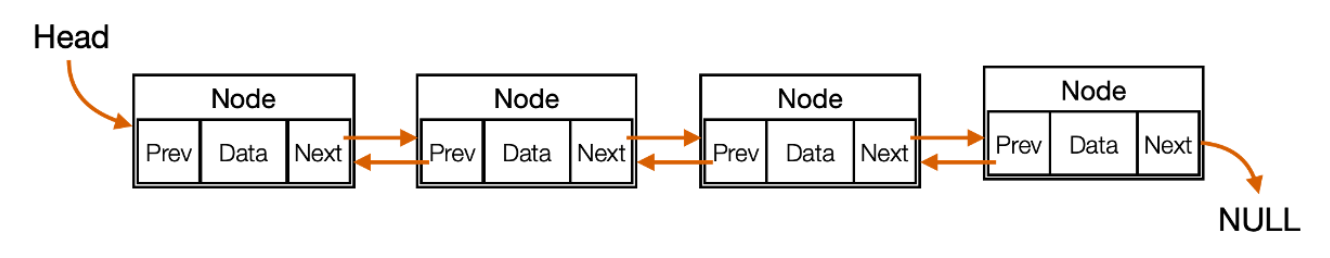 Head
Node
Prev Data Next
Node
Prev Data Next
Node
Prev Data Next
Node
Prev Data Next
NULL